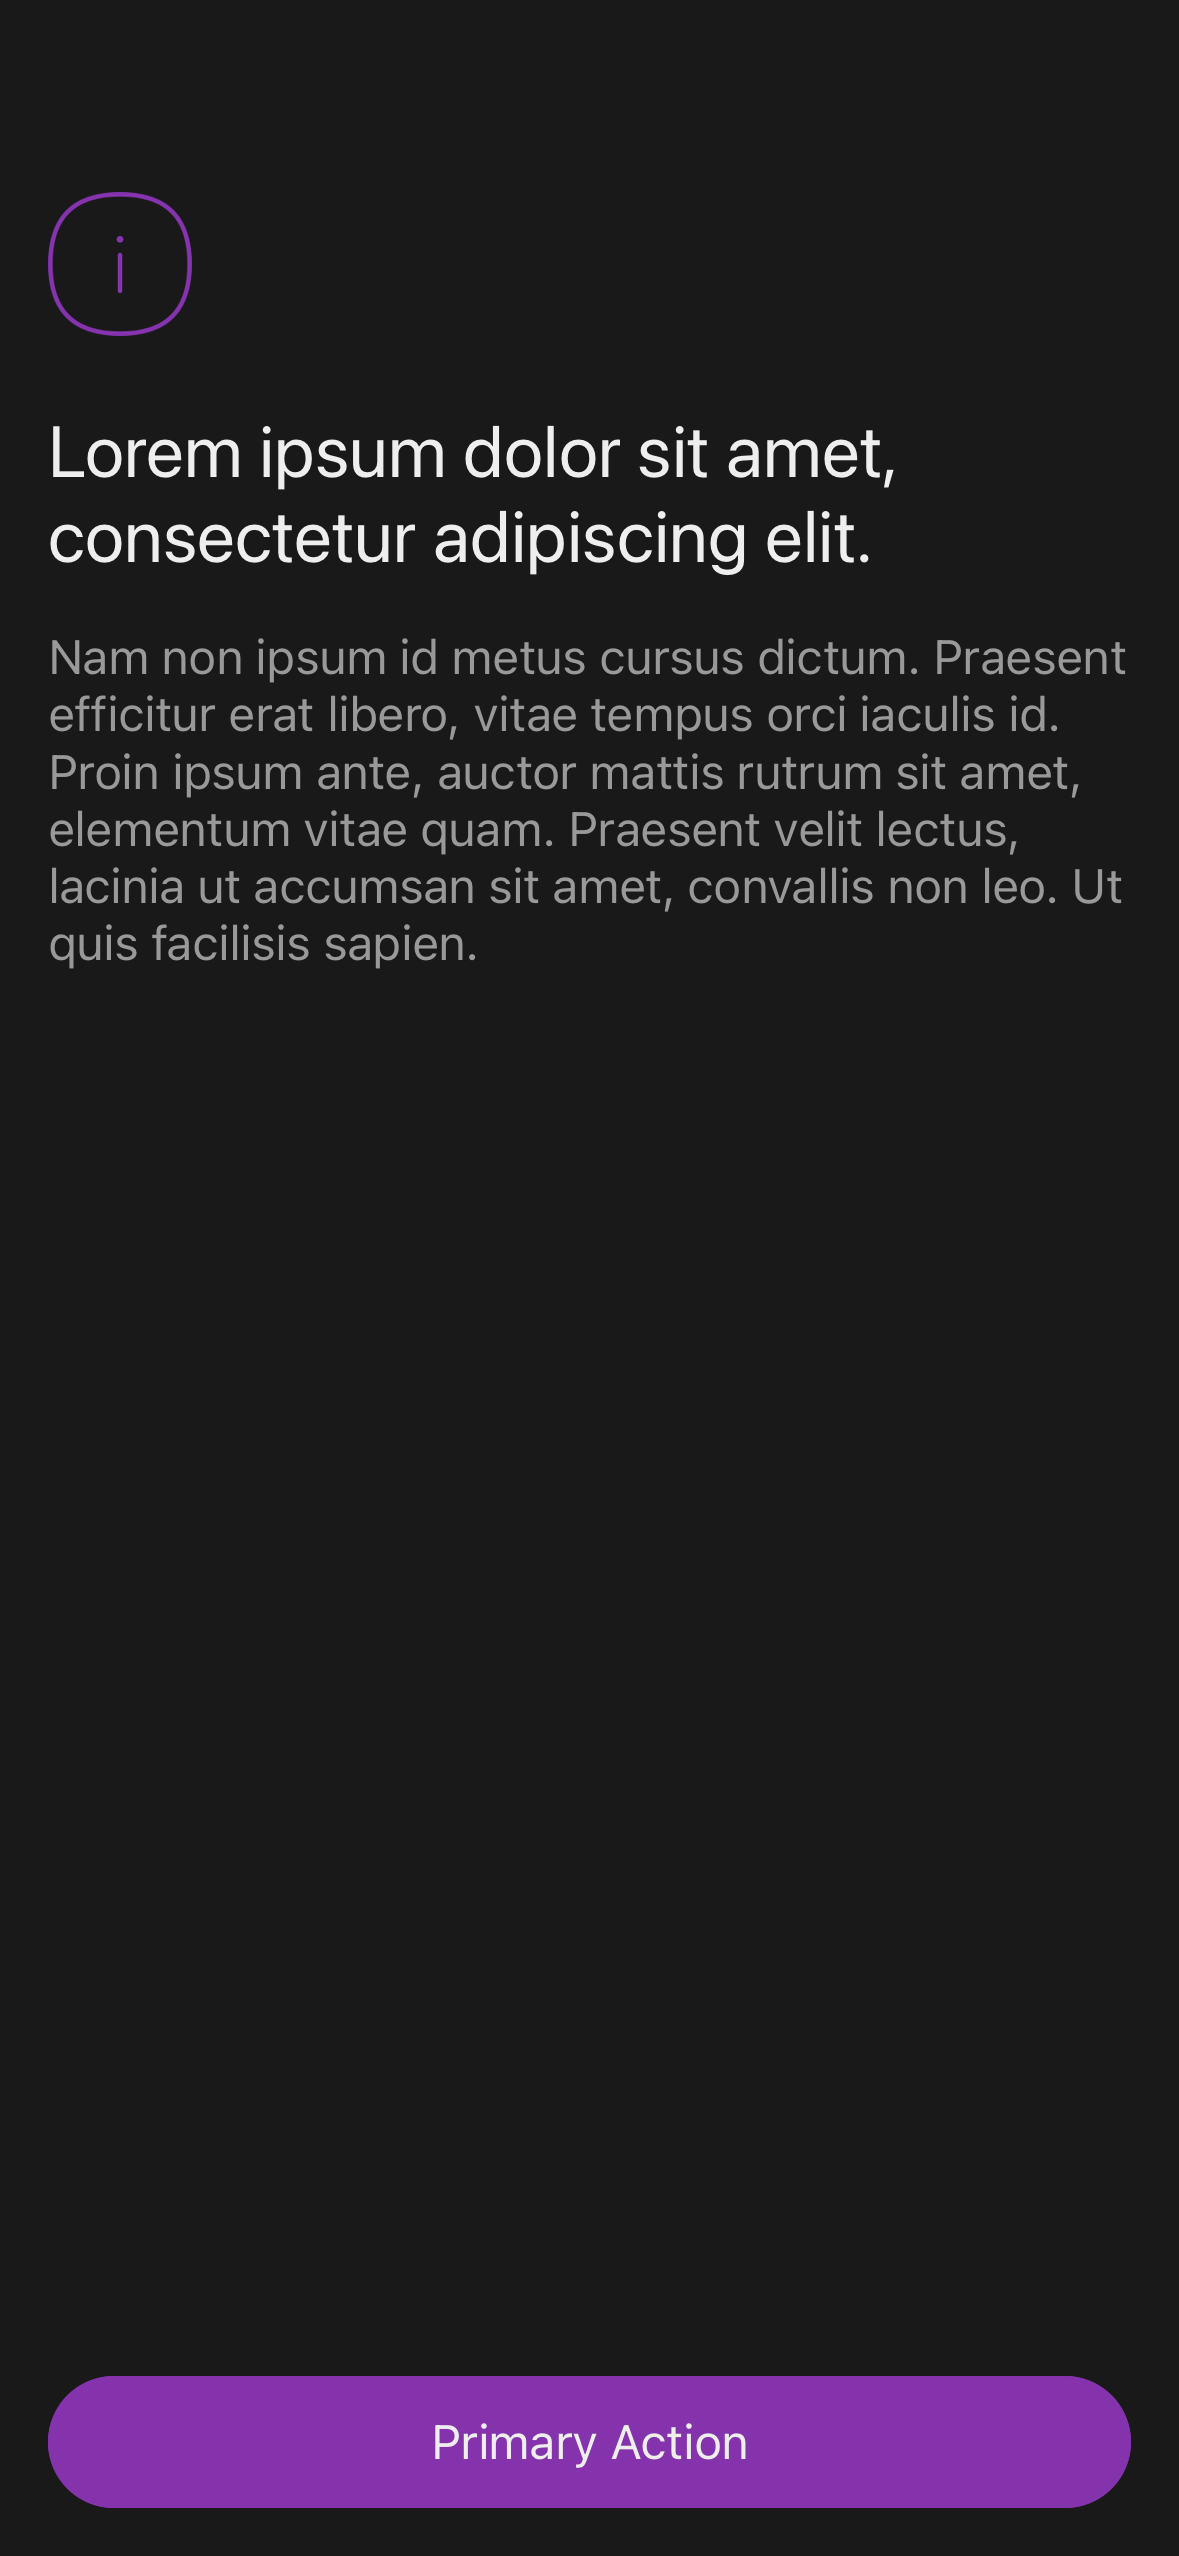 i
Lorem ipsum dolor sit amet,
consectetur adipiscing elit.
Nam non ipsum id metus cursus dictum. Praesent
efficitur erat libero, vitae tempus orci iaculis id.
Proin ipsum ante, auctor mattis rutrum sit amet,
elementum vitae quam. Praesent velit lectus,
lacinia ut accumsan sit amet, convallis non leo. Ut
quis facilisis sapien.
Primary Action